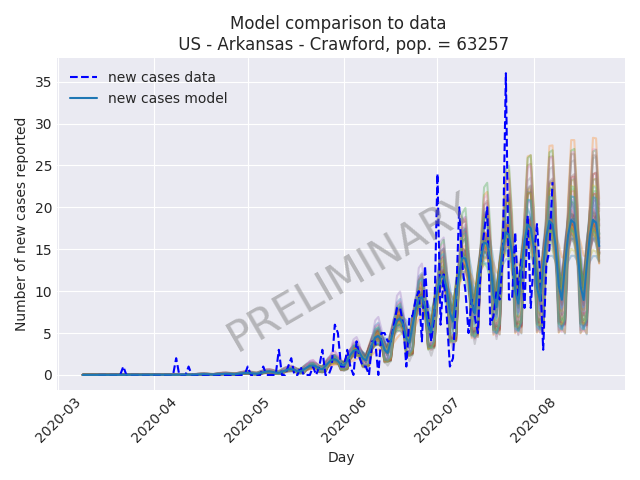 Model comparison to data
US - Arkansas - Crawford, pop. = 63257
new cases data
new cases model
PRELIMINARY
Number of new cases reported
35
30
25
20
15
10
5
0
2020-03
2020-04
2020-05
2020-06
2020-07
2020-08
Day